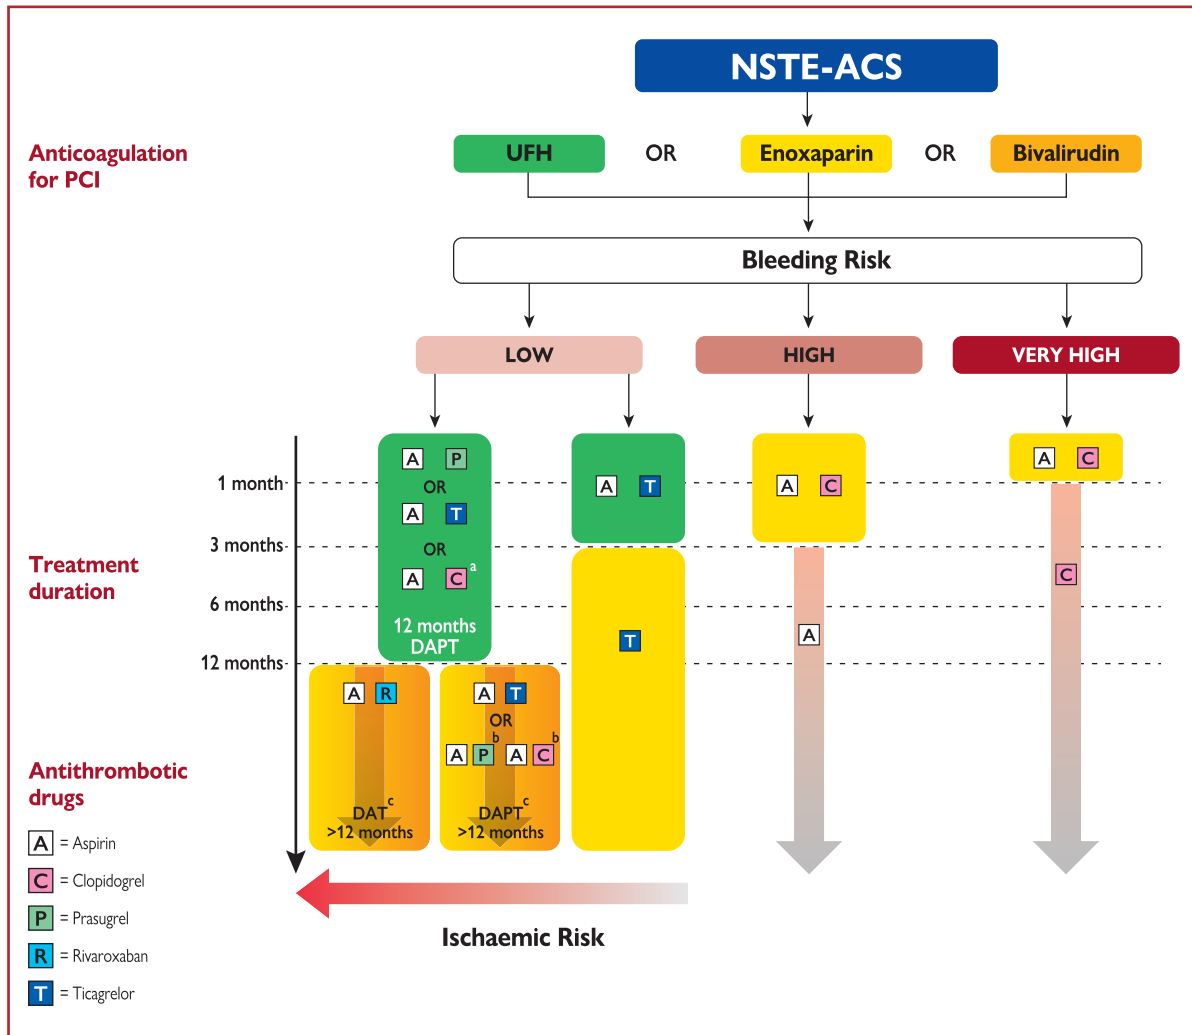 NSTE-ACS
Anticoagulation
for PCI
UFH OR Enoxaparin OR Bivalirudin
Bleeding Risk
LOW HIGH VERY HIGH
A P
OR
A T
OR
A C a
12 months
DAPT
A T
T
A C
A
A C
C
1 month
3 months
6 months
12 months
Treatment
duration
A R
DAT c
>12 months
A T
OR
A P b A C b
DAPT c
>12 months
Ischaemic Risk
Antithrombotic
drugs
A = Aspirin
C = Clopidogrel
P = Prasugrel
R = Rivaroxaban
T = Ticagrelor